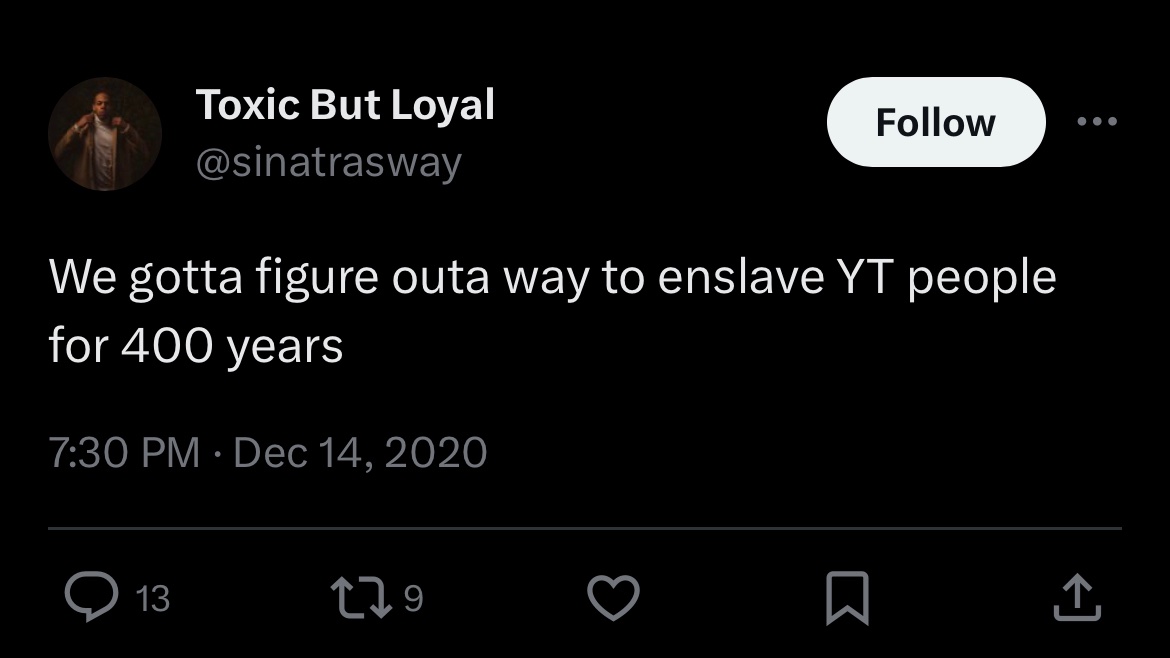 Toxic But Loyal
@sinatrasway
Follow
We gotta figure outa way to enslave YT people
for 400 years
7:30 PM · Dec 14, 2020
13
9